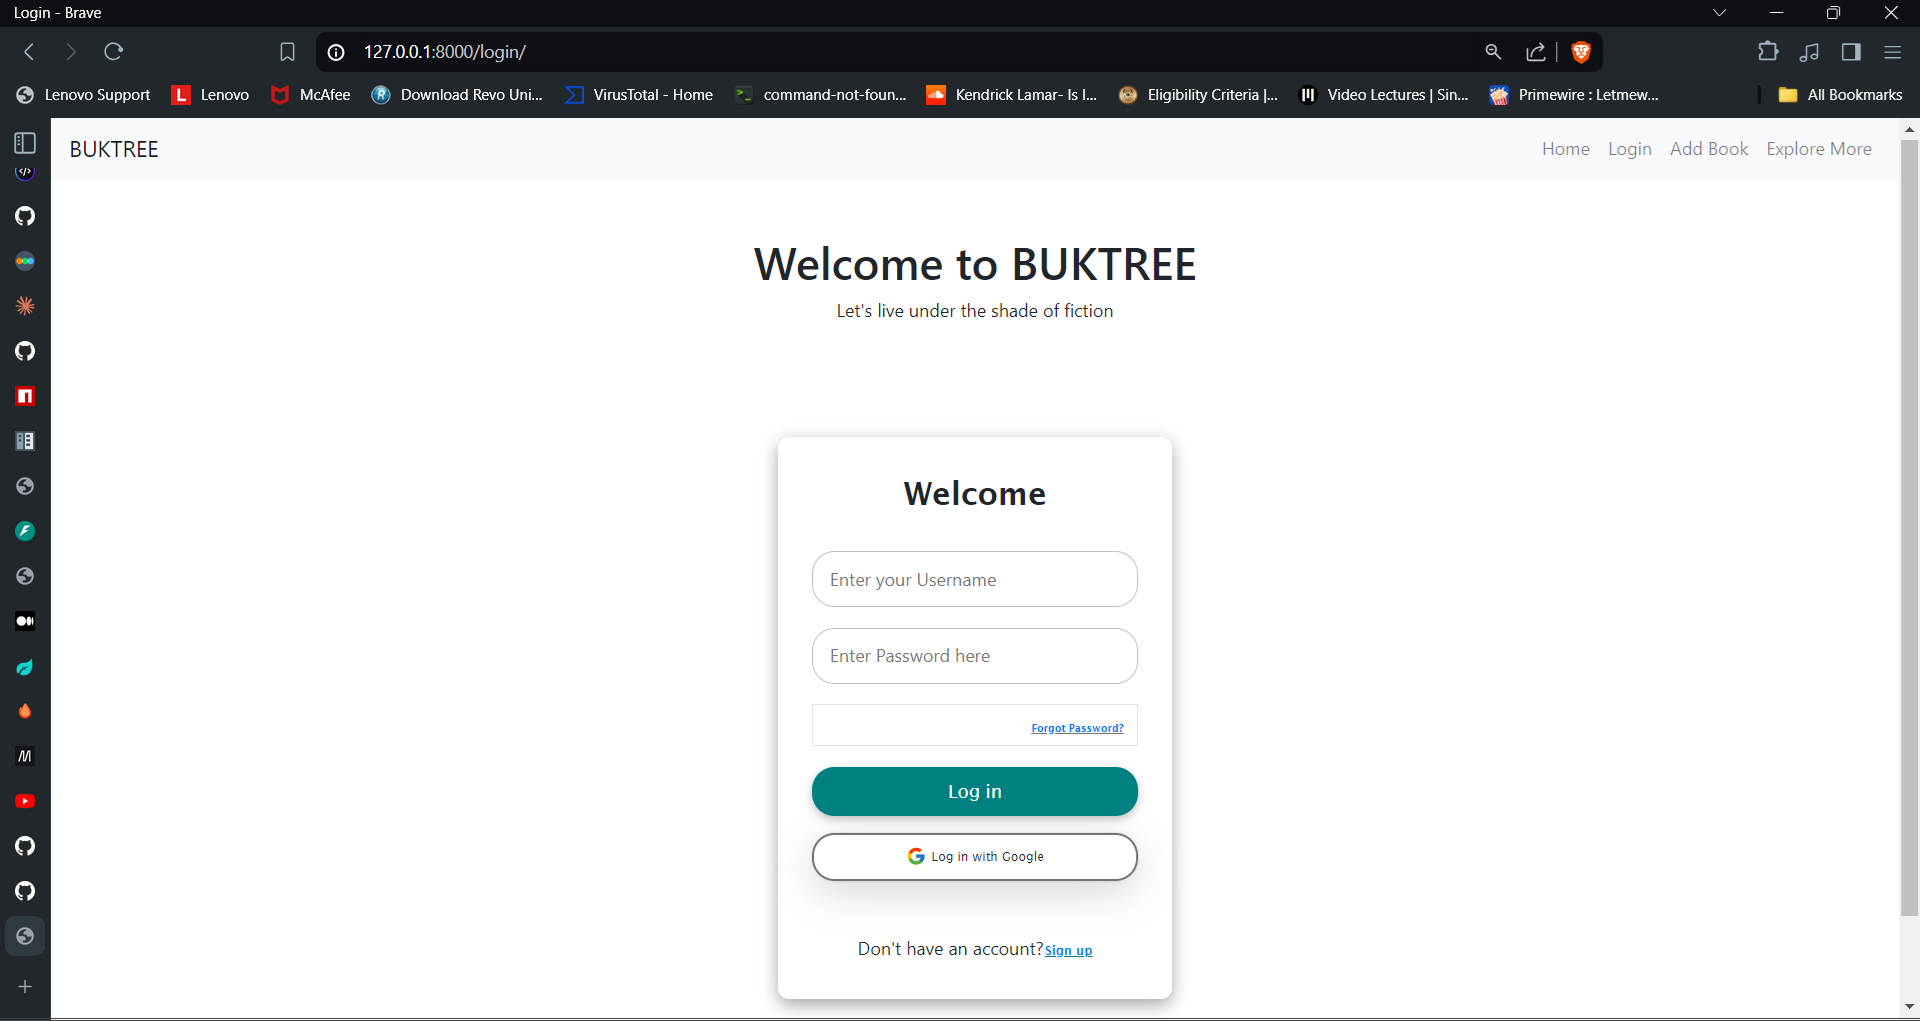 Login - Brave
127.0.0.1:8000/login/
Lenovo Support
L Lenovo
McAfee
R Download Revo Uni...
VirusTotal - Home
command-not-foun...
Kendrick Lamar- Is I...
Eligibility Criteria |...
Video Lectures | Sin...
Primewire : Letmew...
All Bookmarks
BUKTREE
Home Login Add Book Explore More
Welcome to BUKTREE
Let's live under the shade of fiction
Welcome
Enter your Username
Enter Password here
Forgot Password?
Log in
Log in with Google
Don't have an account?Sign up